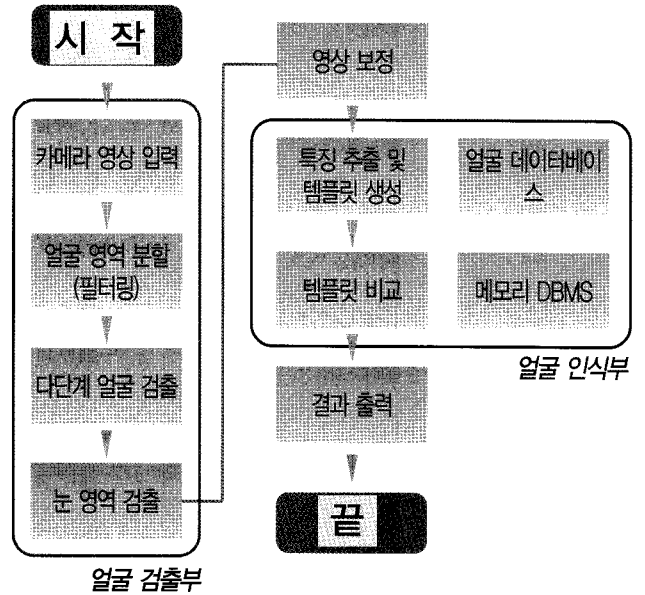 시 작
카메라 영상 입력
얼굴 영역 분할
(필터링)
다단계 얼굴 검출
눈 영역 검출
얼굴 검출부
영상 보정
특징 추출 및
템플릿 생성
얼굴 데이터베이
스
템플릿 비교
메모리 DBMS
얼굴 인식부
결과 출력
끝